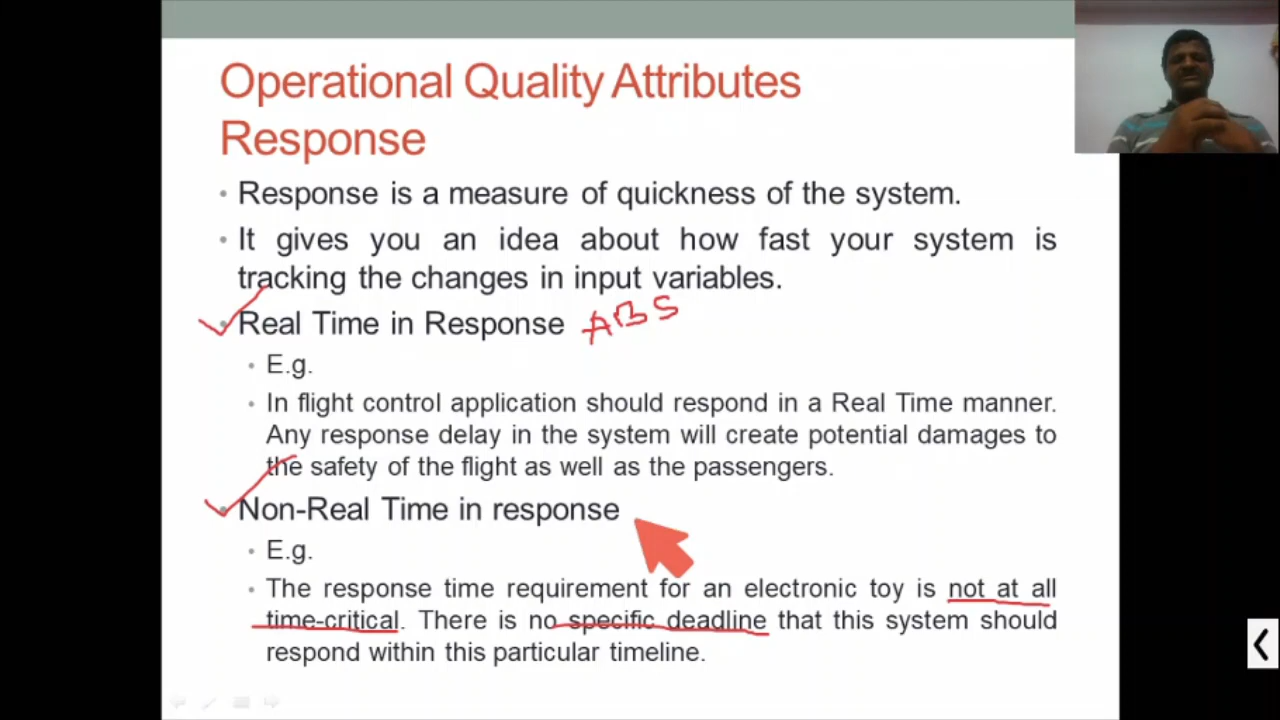 Operational Quality Attributes
Response
• Response is a measure of quickness of the system.
• It gives you an idea about how fast your system is
tracking the changes in input variables.
• Real Time in Response ABS
• E.g.
• In flight control application should respond in a Real Time manner.
Any response delay in the system will create potential damages to
the safety of the flight as well as the passengers.
• Non-Real Time in response
• E.g.
• The response time requirement for an electronic toy is not at all
time-critical. There is no specific deadline that this system should
respond within this particular timeline.